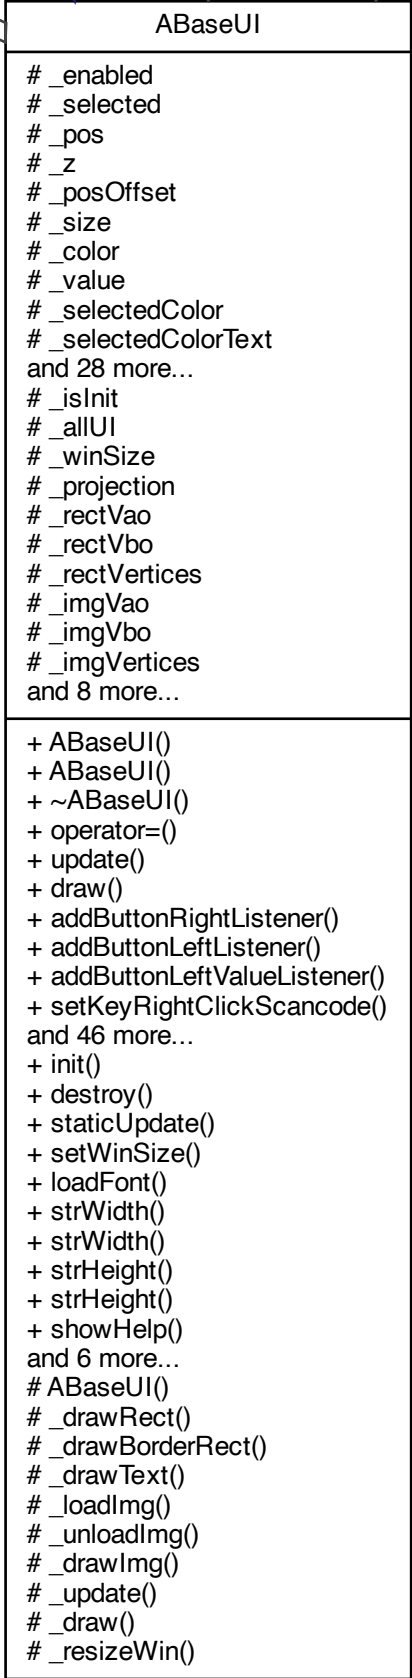 ABaseUI
# _enabled
# _selected
# _pos
# _z
# _posOffset
# _size
# _color
# _value
# _selectedColor
# _selectedColorText
and 28 more...
# _isInit
# _allUI
# _winSize
# _projection
# _rectVao
# _rectVbo
# _rectVertices
# _imgVao
# _imgVbo
# _imgVertices
and 8 more...
+ ABaseUI()
+ ABaseUI()
+ ~ABaseUI()
+ operator=()
+ update()
+ draw()
+ addButtonRightListener()
+ addButtonLeftListener()
+ addButtonLeftValueListener()
+ setKeyRightClickScancode()
and 46 more...
+ init()
+ destroy()
+ staticUpdate()
+ setWinSize()
+ loadFont()
+ strWidth()
+ strWidth()
+ strHeight()
+ strHeight()
+ showHelp()
and 6 more...
# ABaseUI()
# _drawRect()
# _drawBorderRect()
# _drawText()
# _loadImg()
# _unloadImg()
# _drawImg()
# _update()
# _draw()
# _resizeWin()